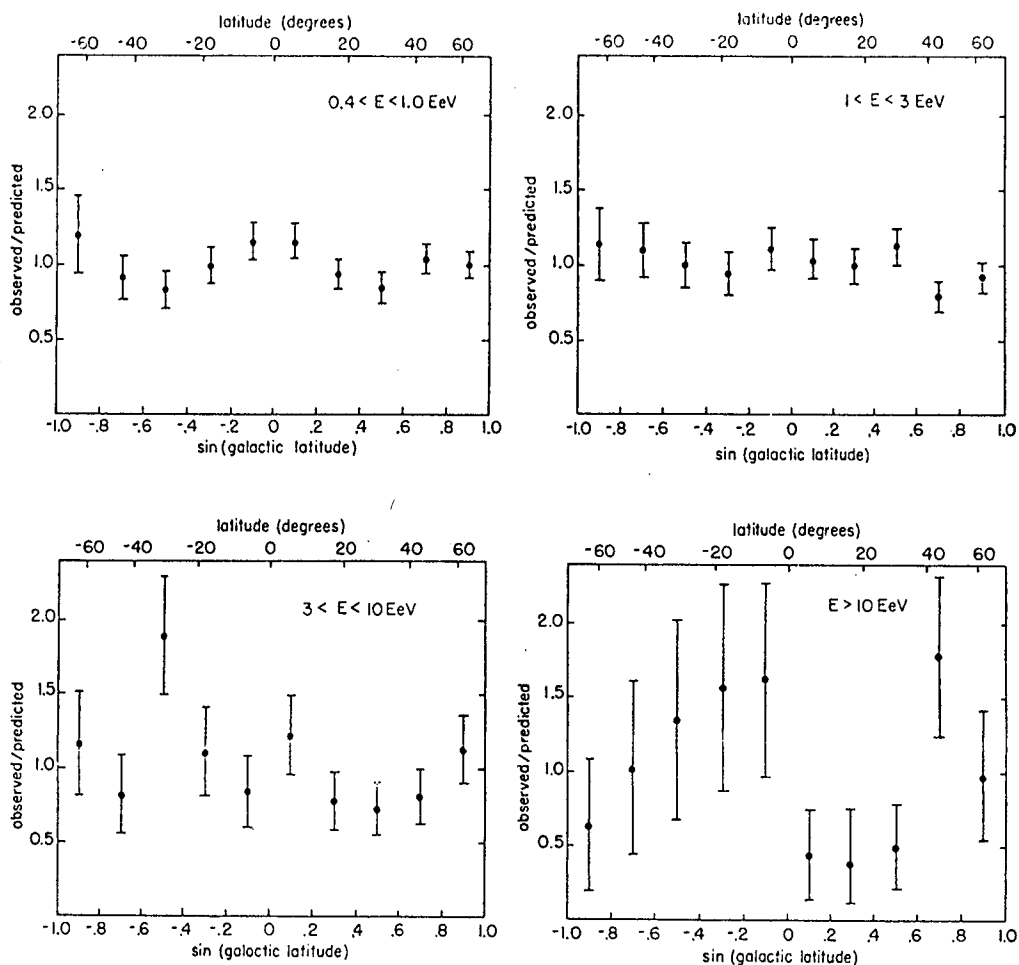 latitude (degrees)
-60 -40 -20 0 20 40 60
0.4 < E < 1.0 EeV
observed/predicted
2.0
1.5
1.0
0.5
-1.0 -.8 -.6 -.4 -.2 0 .2 .4 .6 .8 1.0
sin (galactic latitude)
latitude (degrees)
-60 -40 -20 0 20 40 60
1 < E < 3 EeV
observed/predicted
2.0
1.5
1.0
0.5
-1.0 -.8 -.6 -.4 -.2 0 .2 .4 .6 .8 1.0
sin (galactic latitude)
latitude (degrees)
-60 -40 -20 0 20 40 60
3 < E < 10 EeV
observed/predicted
2.0
1.5
1.0
0.5
-1.0 -.8 -.6 -.4 -.2 0 .2 .4 .6 .8 1.0
sin (galactic latitude)
latitude (degrees)
-60 -40 -20 0 20 40 60
E > 10 EeV
observed/predicted
2.0
1.5
1.0
0.5
-1.0 -.8 -.6 -.4 -.2 0 .2 .4 .6 .8 1.0
sin (galactic latitude)